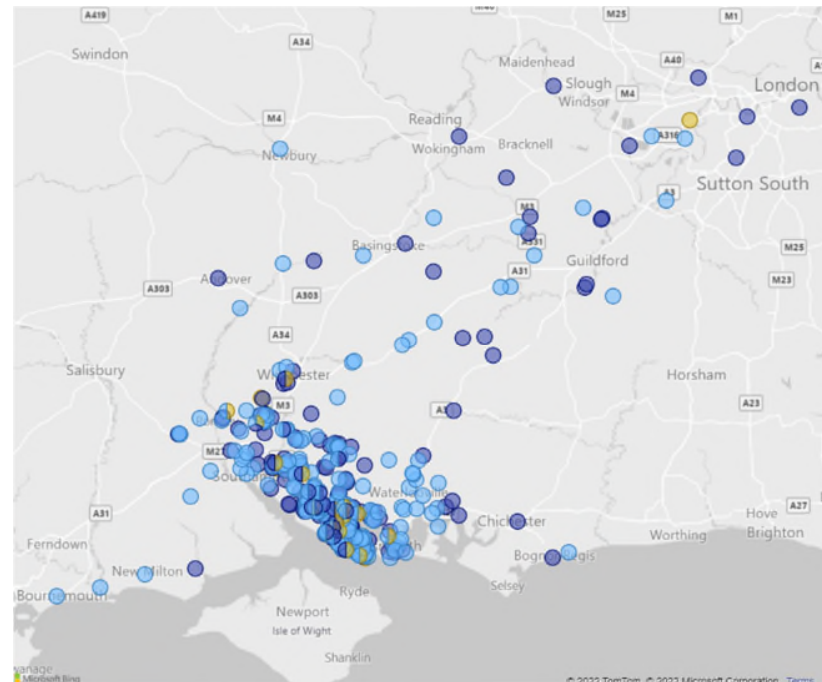 A419
M25
M1
A34
Swindon
Maidenhead
A40
Slough
London
Windsor
M4
M4
Reading
A316
Bracknell
Wokingham
Newbury
Sutton South
A3
M3
A331
Basingstoke
M25
Guildford
A31
M23
A303
A303
A34
Salisbury
Horsham
M3
A23
A31
Hove
A27
Brighton
Chichester
Worthing
Ferndown
New Milton
Selsey
Ryde
Bournemouth
Newport
Isle of Wight
Shanklin
Microsoft Bing
© 2022 TomTom, © 2022 Microsoft Corporation Terms